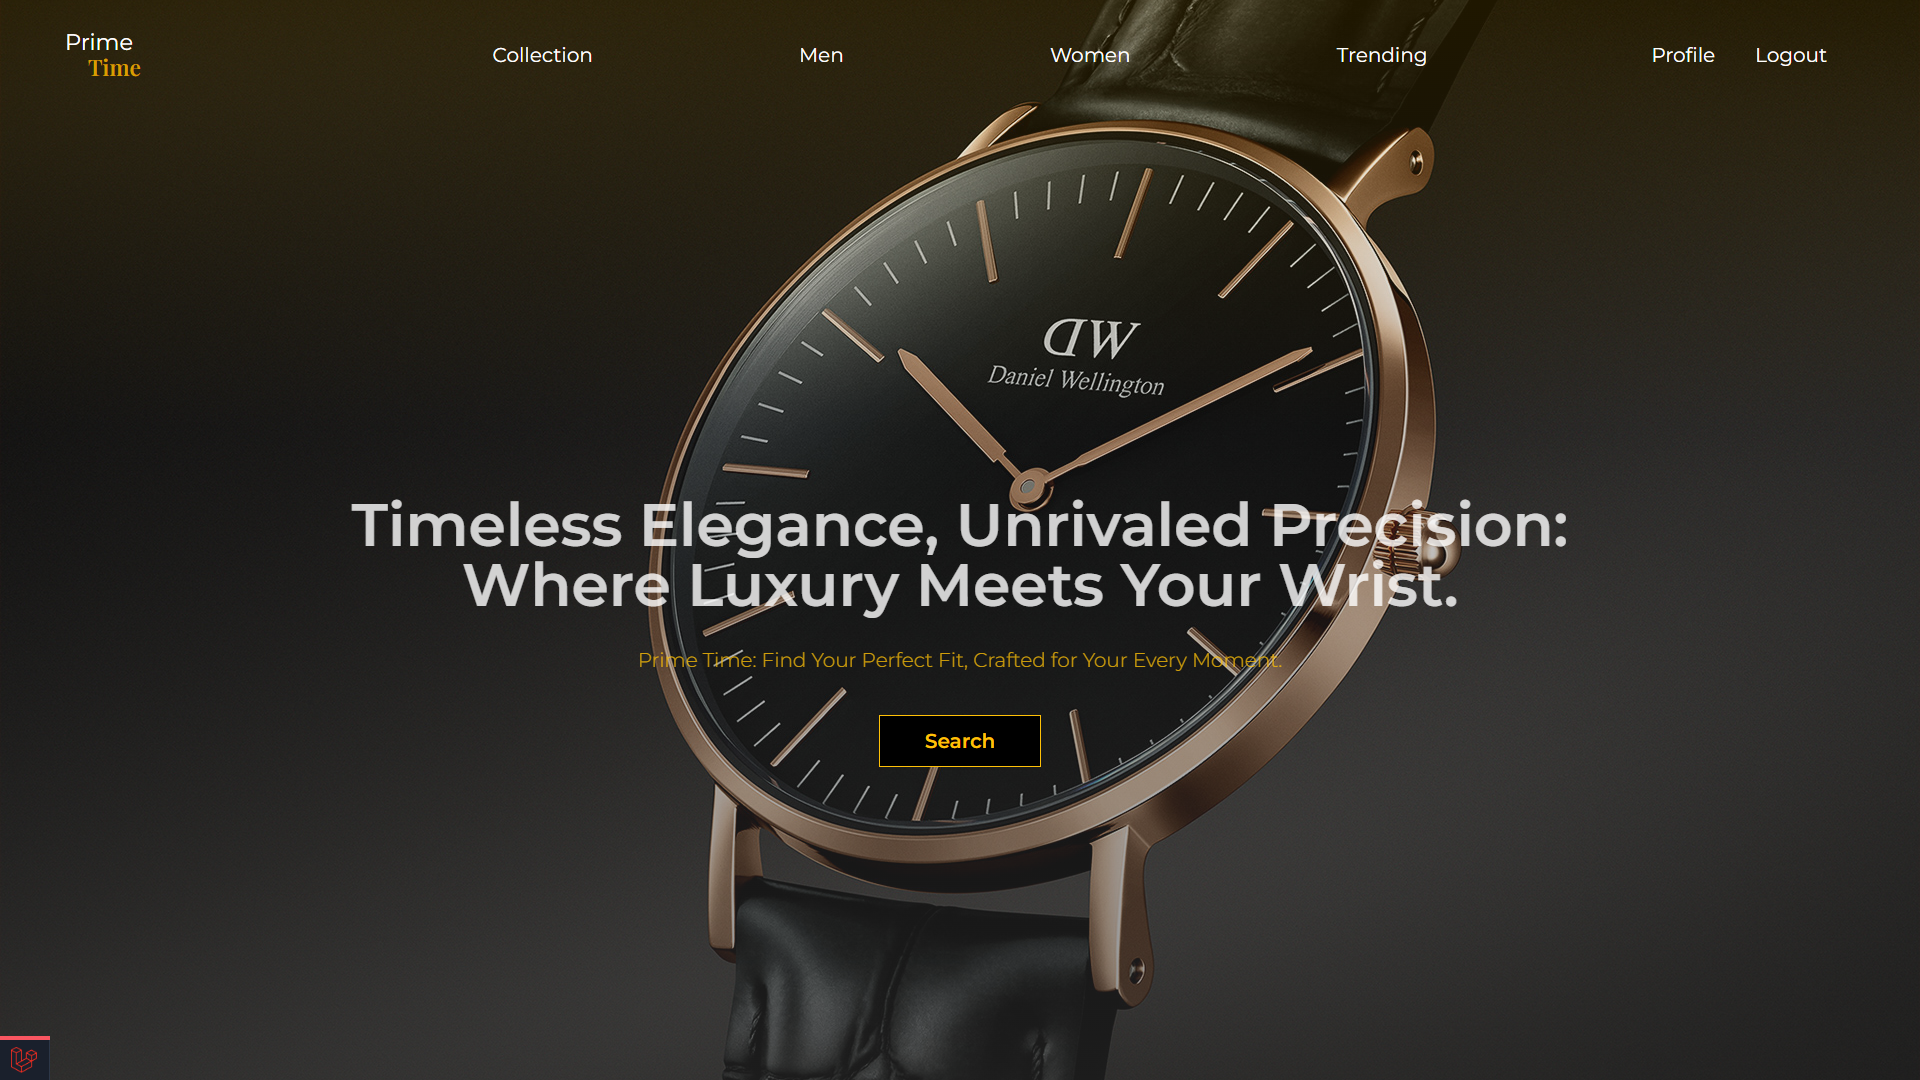 Prime
Time
Collection
Men
Women
Trending
Profile
Logout
DW
Daniel Wellington
Timeless Elegance, Unrivaled Precision:
Where Luxury Meets Your Wrist.
Prime Time: Find Your Perfect Fit, Crafted for Your Every Moment.
Search